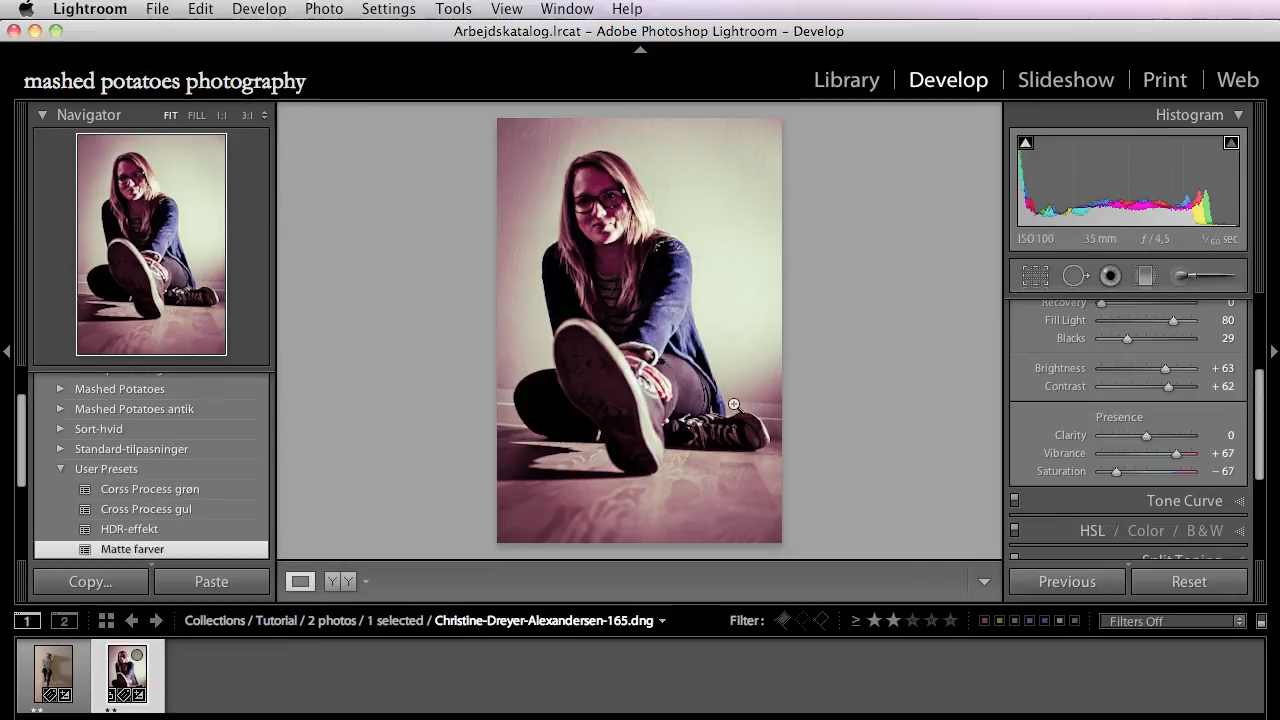 Lightroom File Edit Develop Photo Settings Tools View Window Help
Arbejdskatalog.lrcat – Adobe Photoshop Lightroom – Develop
mashed potatoes photography
Library Develop Slideshow Print Web
Navigator FIT FILL 1:1 3:1
Histogram
ISO 100 35 mm ƒ / 4,5 1/60 sec
Recovery 0
Fill Light 80
Blacks 29
Brightness + 63
Contrast + 62
Presence
Clarity 0
Vibrance + 67
Saturation – 67
Tone Curve
HSL / Color / B & W
Split Toning
Mashed Potatoes
Mashed Potatoes antik
Sort-hvid
Standard-tilpasninger
User Presets
Corss Process grøn
Cross Process gul
HDR-effekt
Matte farver
Copy... Paste
Y Y
Previous Reset
1 2 Collections / Tutorial / 2 photos / 1 selected / Christine-Dreyer-Alexandersen-165.dng Filter : ≥ ★ ★ Filters Off
★★ ★★